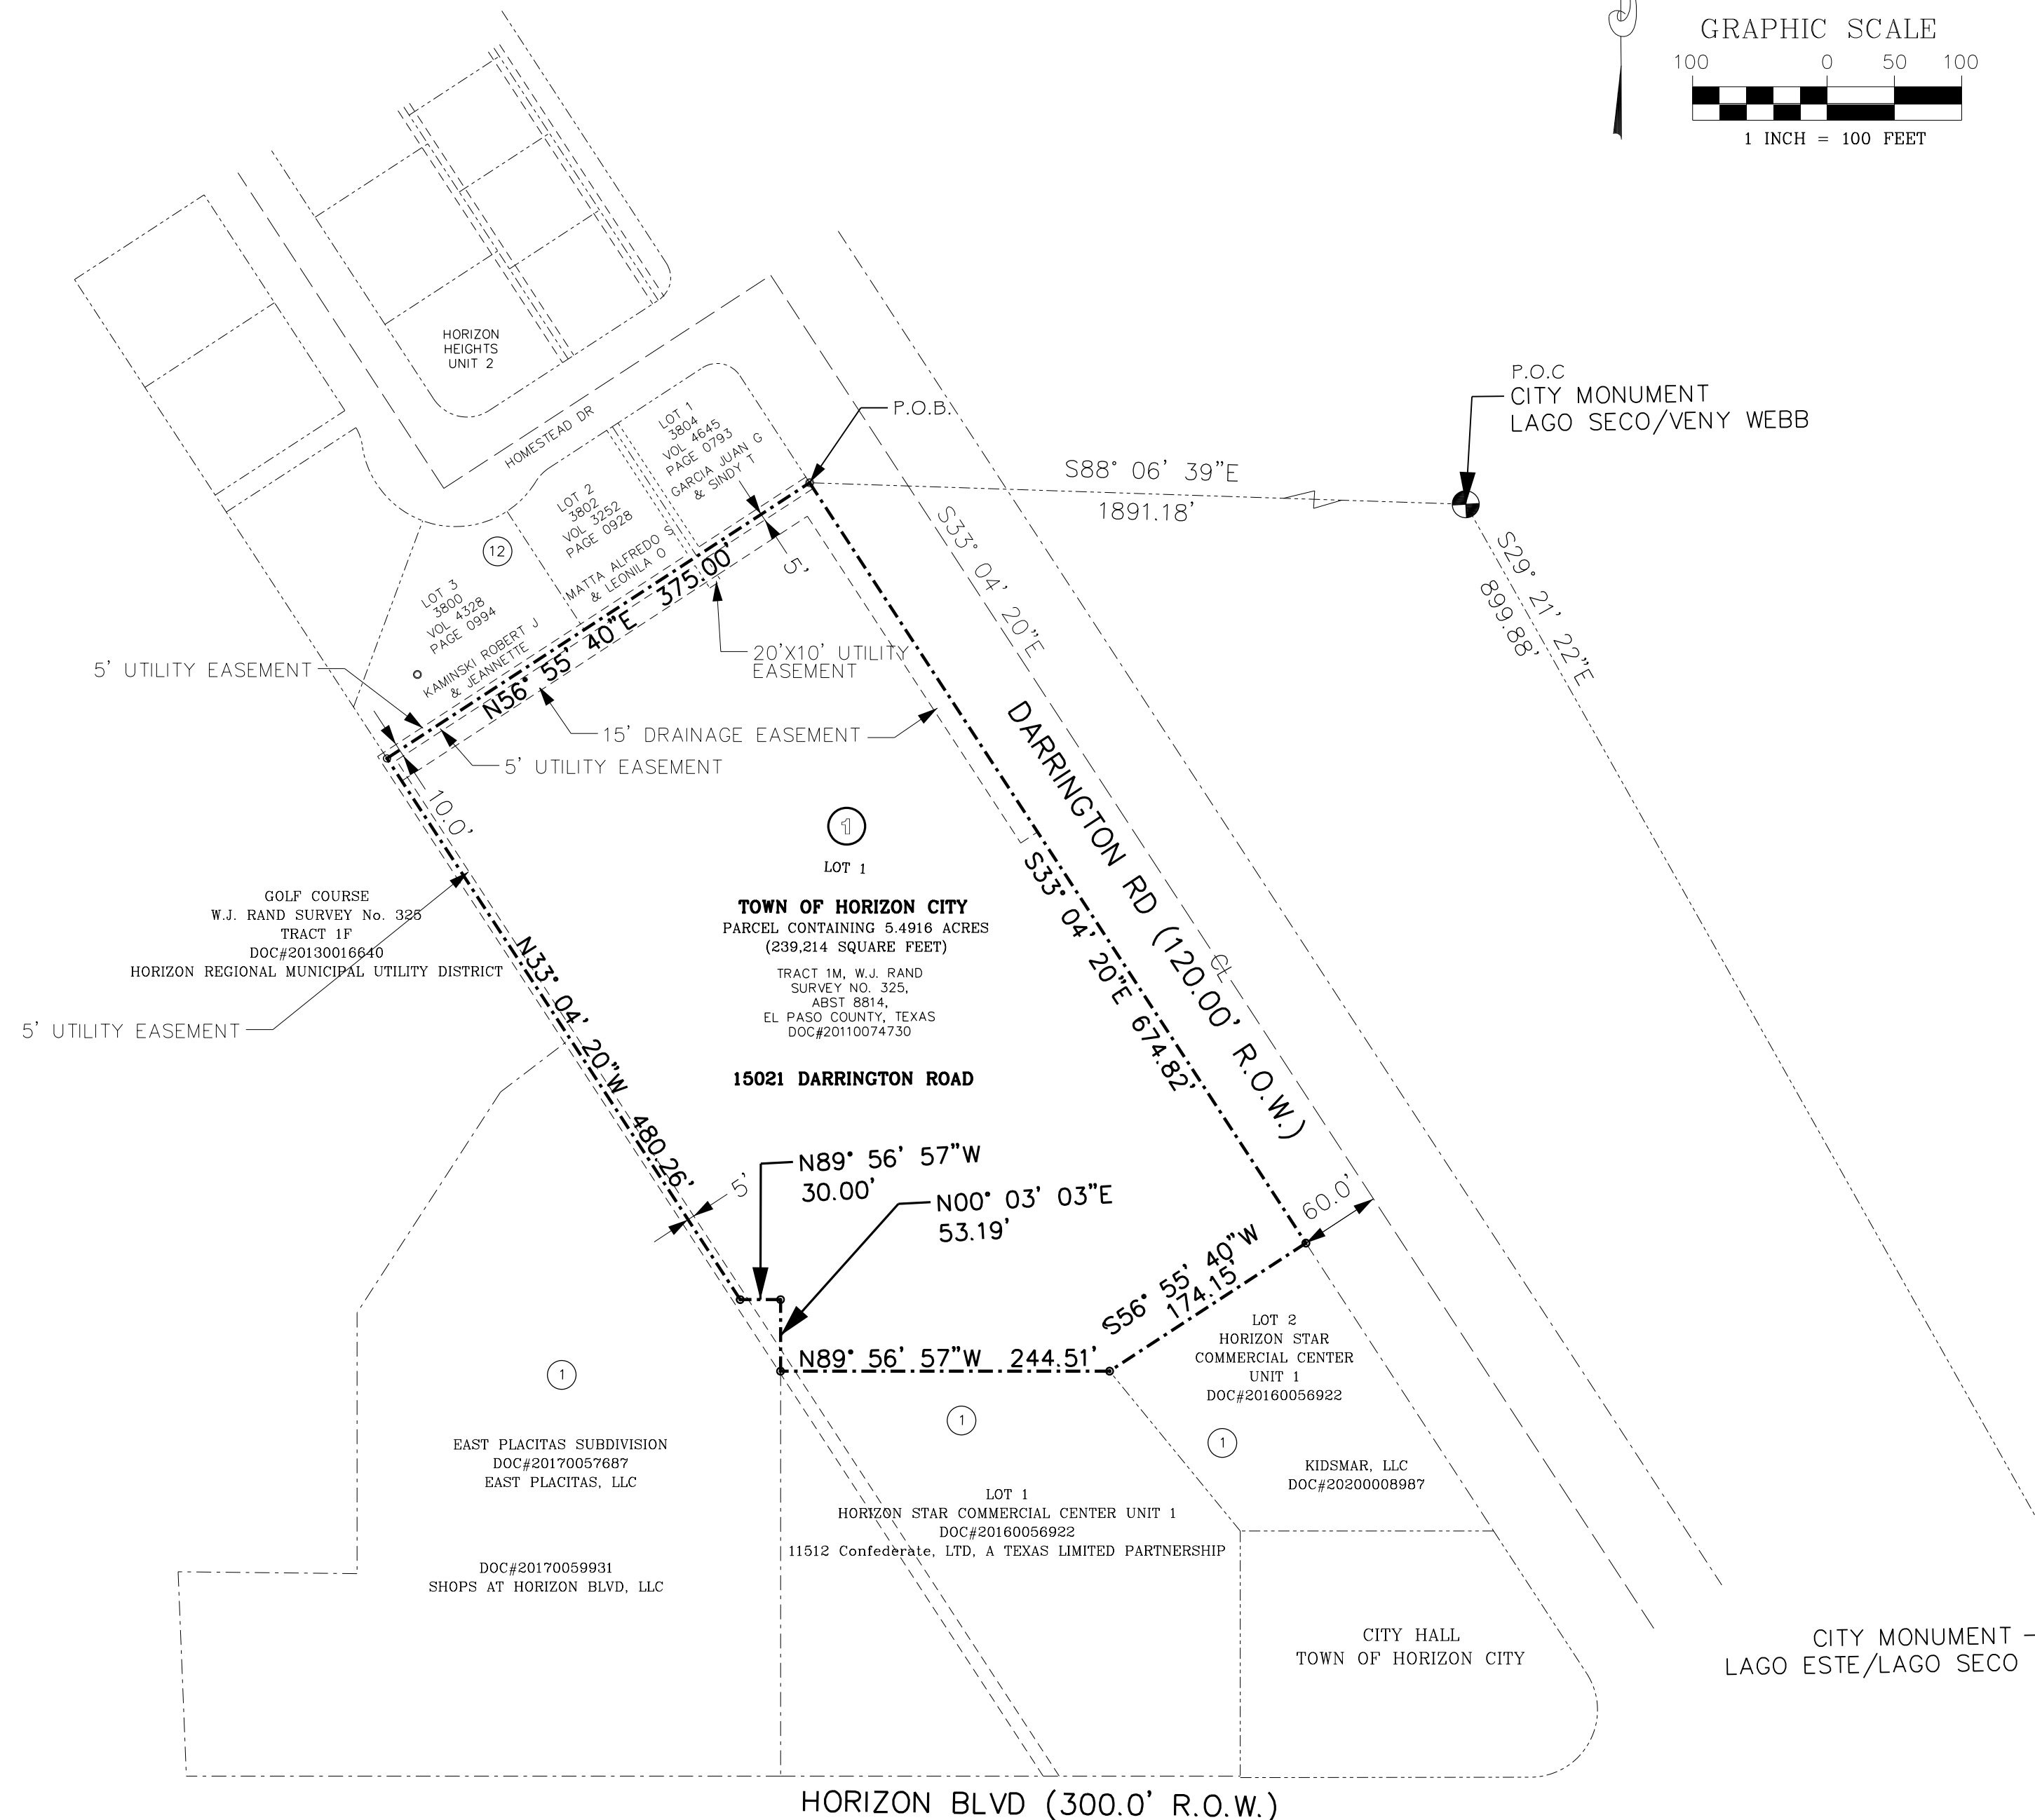 GRAPHIC SCALE
100 0 50 100
1 INCH = 100 FEET
HORIZON
HEIGHTS
UNIT 2
HOMESTEAD DR
P.O.C
CITY MONUMENT
LAGO SECO/VENY WEBB
P.O.B.
S88° 06' 39"E
1891.18'
S29° 21' 22"E
899.88'
LOT 1
3804
VOL 4645
PAGE 0793
GARCIA JUAN G
& SINDY T
LOT 2
3802
VOL 3252
PAGE 0928
MATTA ALFREDO S
& LEONILA O
12
LOT 3
3800
VOL 4328
PAGE 0994
KAMINSKI ROBERT J
& JEANNETTE
N56° 55' 40"E 375.00'
5'
S33° 04' 20"E
5' UTILITY EASEMENT
20'X10' UTILITY
EASEMENT
15' DRAINAGE EASEMENT
5' UTILITY EASEMENT
10.0'
DARRINGTON RD (120.00' R.O.W.)
CL
S33° 04' 20"E 674.82'
1
LOT 1
TOWN OF HORIZON CITY
PARCEL CONTAINING 5.4916 ACRES
(239,214 SQUARE FEET)
TRACT 1M, W.J. RAND
SURVEY NO. 325,
ABST 8814,
EL PASO COUNTY, TEXAS
DOC#20110074730
15021 DARRINGTON ROAD
GOLF COURSE
W.J. RAND SURVEY No. 325
TRACT 1F
DOC#20130016640
HORIZON REGIONAL MUNICIPAL UTILITY DISTRICT
5' UTILITY EASEMENT
N33° 04' 20"W 480.26'
5'
N89° 56' 57"W
30.00'
N00° 03' 03"E
53.19'
60.0'
S56° 55' 40"W
174.15'
N89° 56' 57"W 244.51'
LOT 2
HORIZON STAR
COMMERCIAL CENTER
UNIT 1
DOC#20160056922
1
KIDSMAR, LLC
DOC#20200008987
1
EAST PLACITAS SUBDIVISION
DOC#20170057687
EAST PLACITAS, LLC
DOC#20170059931
SHOPS AT HORIZON BLVD, LLC
1
LOT 1
HORIZON STAR COMMERCIAL CENTER UNIT 1
DOC#20160056922
11512 Confederate, LTD, A TEXAS LIMITED PARTNERSHIP
CITY HALL
TOWN OF HORIZON CITY
CITY MONUMENT
LAGO ESTE/LAGO SECO
HORIZON BLVD (300.0' R.O.W.)